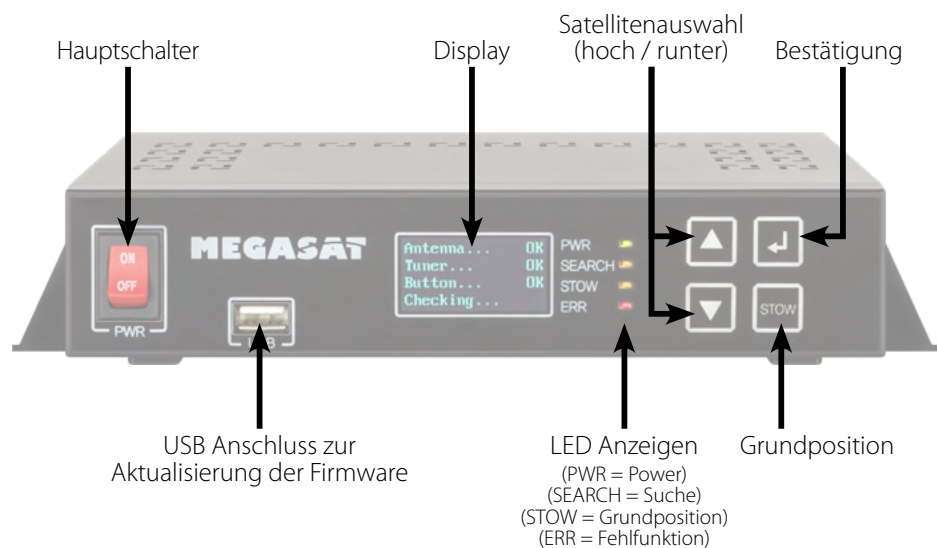 Satellitenauswahl
(hoch / runter)
Hauptschalter
Display
Bestätigung
MEGASAT
ON
OFF
PWR
USB
Antenna... OK
Tuner... OK
Button... OK
Checking...
PWR
SEARCH
STOW
ERR
STOW
USB Anschluss zur
Aktualisierung der Firmware
LED Anzeigen
(PWR = Power)
(SEARCH = Suche)
(STOW = Grundposition)
(ERR = Fehlfunktion)
Grundposition